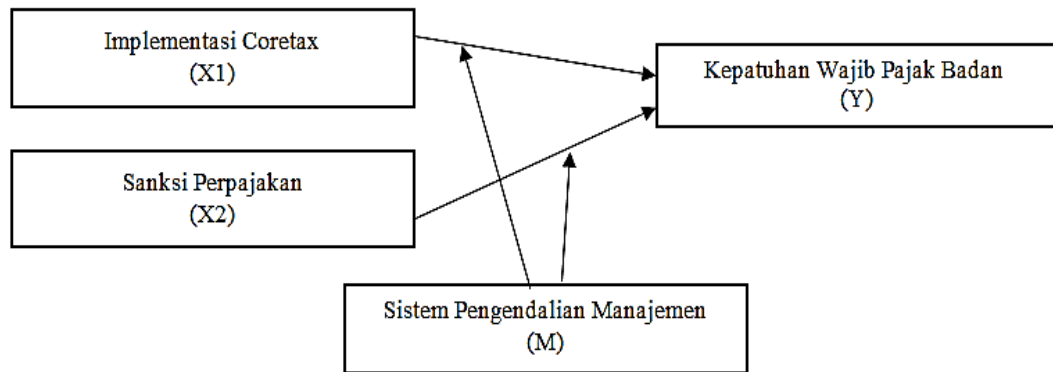 Implementasi Coretax
(X1)
Kepatuhan Wajib Pajak Badan
(Y)
Sanksi Perpajakan
(X2)
Sistem Pengendalian Manajemen
(M)